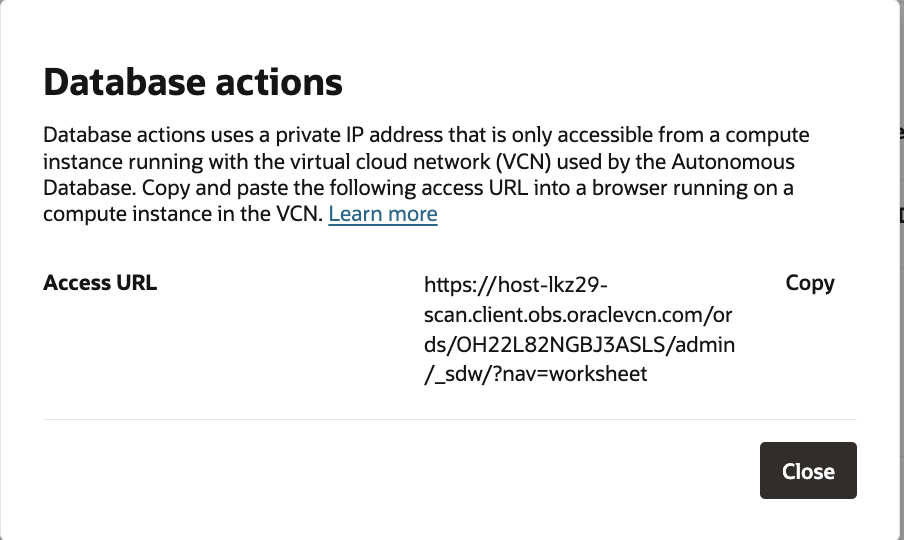 Database actions
Database actions uses a private IP address that is only accessible from a compute
instance running with the virtual cloud network (VCN) used by the Autonomous
Database. Copy and paste the following access URL into a browser running on a
compute instance in the VCN. Learn more
Access URL
https://host-lkz29-
scan.client.obs.oraclevcn.com/or
ds/OH22L82NGBJ3ASLS/admin
/_sdw/?nav=worksheet
Copy
Close